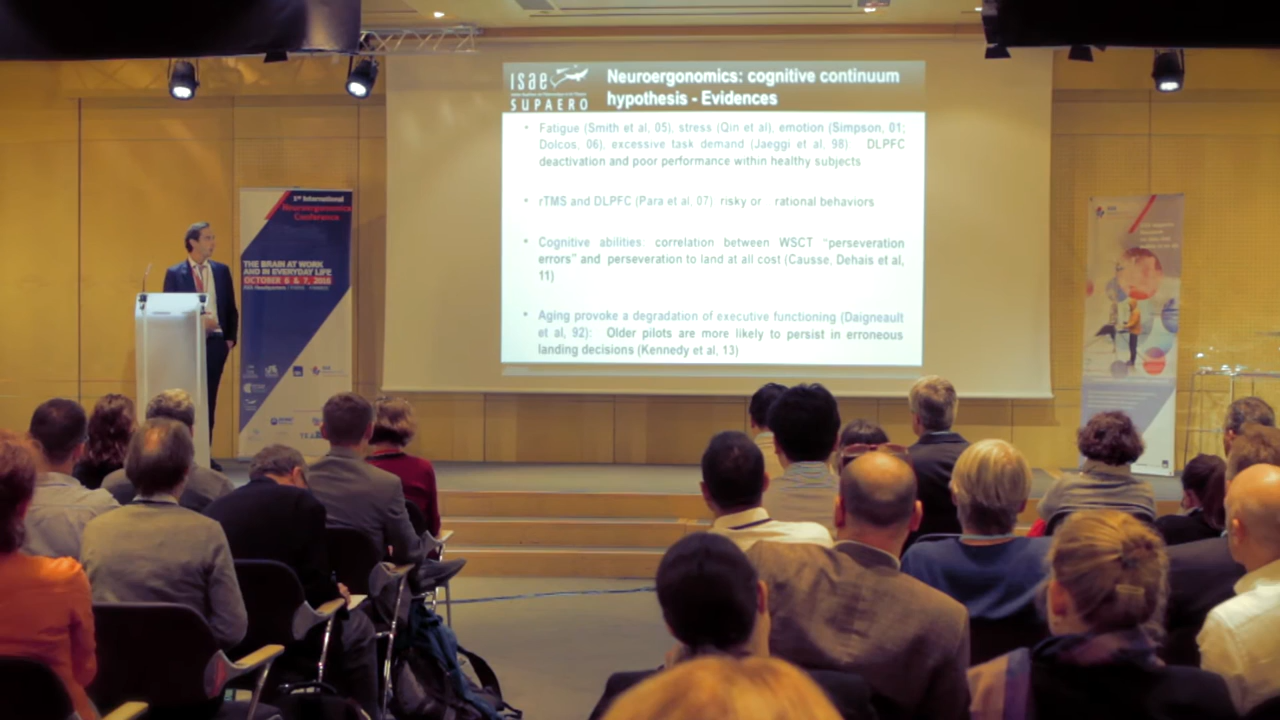 isae
SUPAERO
Neuroergonomics: cognitive continuum
hypothesis - Evidences
• Fatigue (Smith et al, 05), stress (Qin et al), emotion (Simpson, 01;
Dolcos, 06), excessive task demand (Jaeggi et al, 98) DLPFC
deactivation and poor performance within healthy subjects
• rTMS and DLPFC (Para et al. 07) risky or rational behaviors
• Cognitive abilities: correlation between WSCT "perseveration
errors" and perseveration to land at all cost (Causse, Dehais et al,
11)
• Aging provoke a degradation of executive functioning (Daigneault
et al, 92): Older pilots are more likely to persist in erroneous
landing decisions (Kennedy et al, 13)
1st International
Neuroergonomics
Conference
THE BRAIN AT WORK
AND IN EVERYDAY LIFE
OCTOBER 6 & 7, 2016